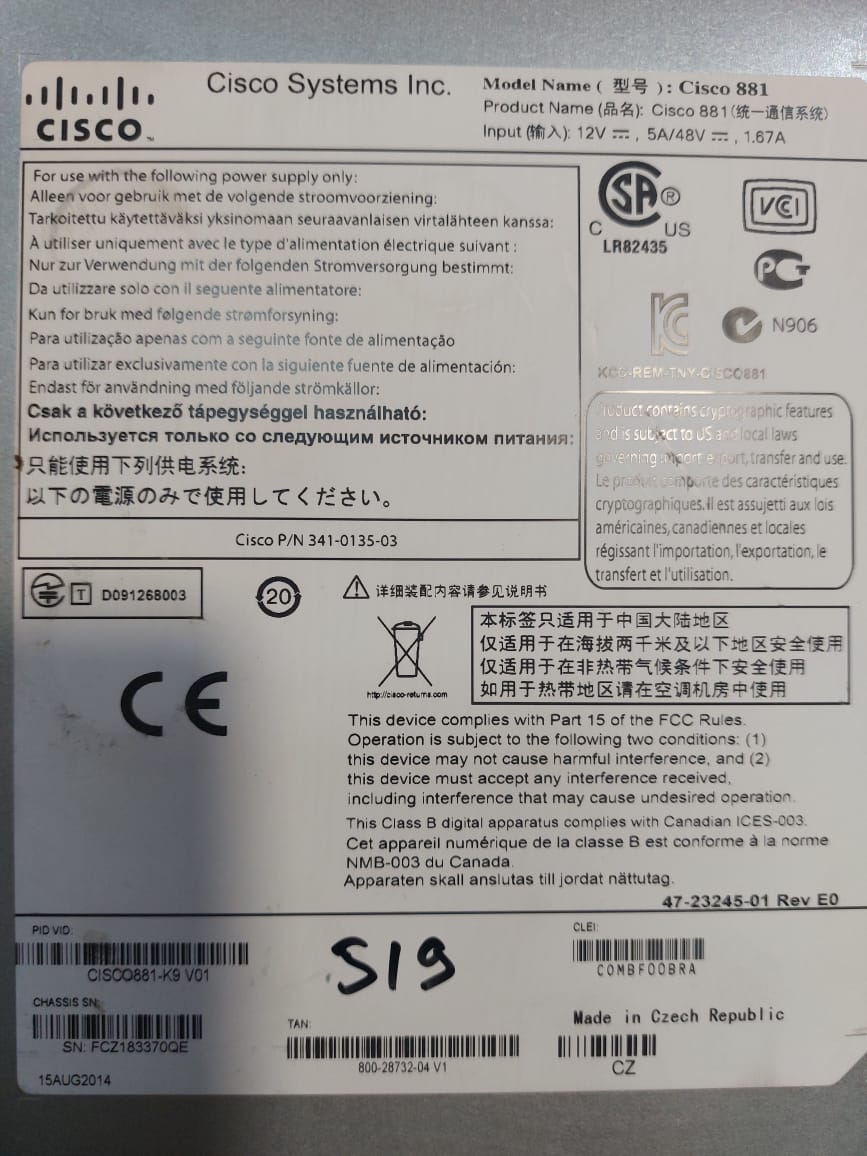 Cisco Systems Inc.
CISCO™
Model Name ( 型号 ): Cisco 881
Product Name (品名): Cisco 881(统一通信系统)
Input (输入): 12V ⎓ , 5A/48V ⎓ , 1.67A
For use with the following power supply only:
Alleen voor gebruik met de volgende stroomvoorziening:
Tarkoitettu käytettäväksi yksinomaan seuraavanlaisen virtalähteen kanssa:
À utiliser uniquement avec le type d'alimentation électrique suivant :
Nur zur Verwendung mit der folgenden Stromversorgung bestimmt:
Da utilizzare solo con il seguente alimentatore:
Kun for bruk med følgende strømforsyning:
Para utilização apenas com a seguinte fonte de alimentação
Para utilizar exclusivamente con la siguiente fuente de alimentación:
Endast för användning med följande strömkällor:
Csak a következő tápegységgel használható:
Используется только со следующим источником питания:
只能使用下列供电系统:
以下の電源のみで使用してください。
Cisco P/N 341-0135-03
SA ®
C US
LR82435
VCI
PCT
N906
KCC-REM-TNY-CISCO881
Product contains cryptographic features
and is subject to US and local laws
governing import export, transfer and use.
Le produit comporte des caractéristiques
cryptographiques. Il est assujetti aux lois
américaines, canadiennes et locales
régissant l'importation, l'exportation, le
transfert et l'utilisation.
T D091268003
20
详细装配内容请参见说明书
http://cisco-returns.com
本标签只适用于中国大陆地区
仅适用于在海拔两千米及以下地区安全使用
仅适用于在非热带气候条件下安全使用
如用于热带地区请在空调机房中使用
CE
This device complies with Part 15 of the FCC Rules.
Operation is subject to the following two conditions: (1)
this device may not cause harmful interference, and (2)
this device must accept any interference received,
including interference that may cause undesired operation.
This Class B digital apparatus complies with Canadian ICES-003.
Cet appareil numérique de la classe B est conforme à la norme
NMB-003 du Canada.
Apparaten skall anslutas till jordat nättutag.
47-23245-01 Rev E0
PID VID:
CISCO881-K9 V01
CHASSIS SN:
SN: FCZ183370QE
15AUG2014
S19
TAN:
800-28732-04 V1
CLEI:
COMBF00BRA
Made in Czech Republic
CZ